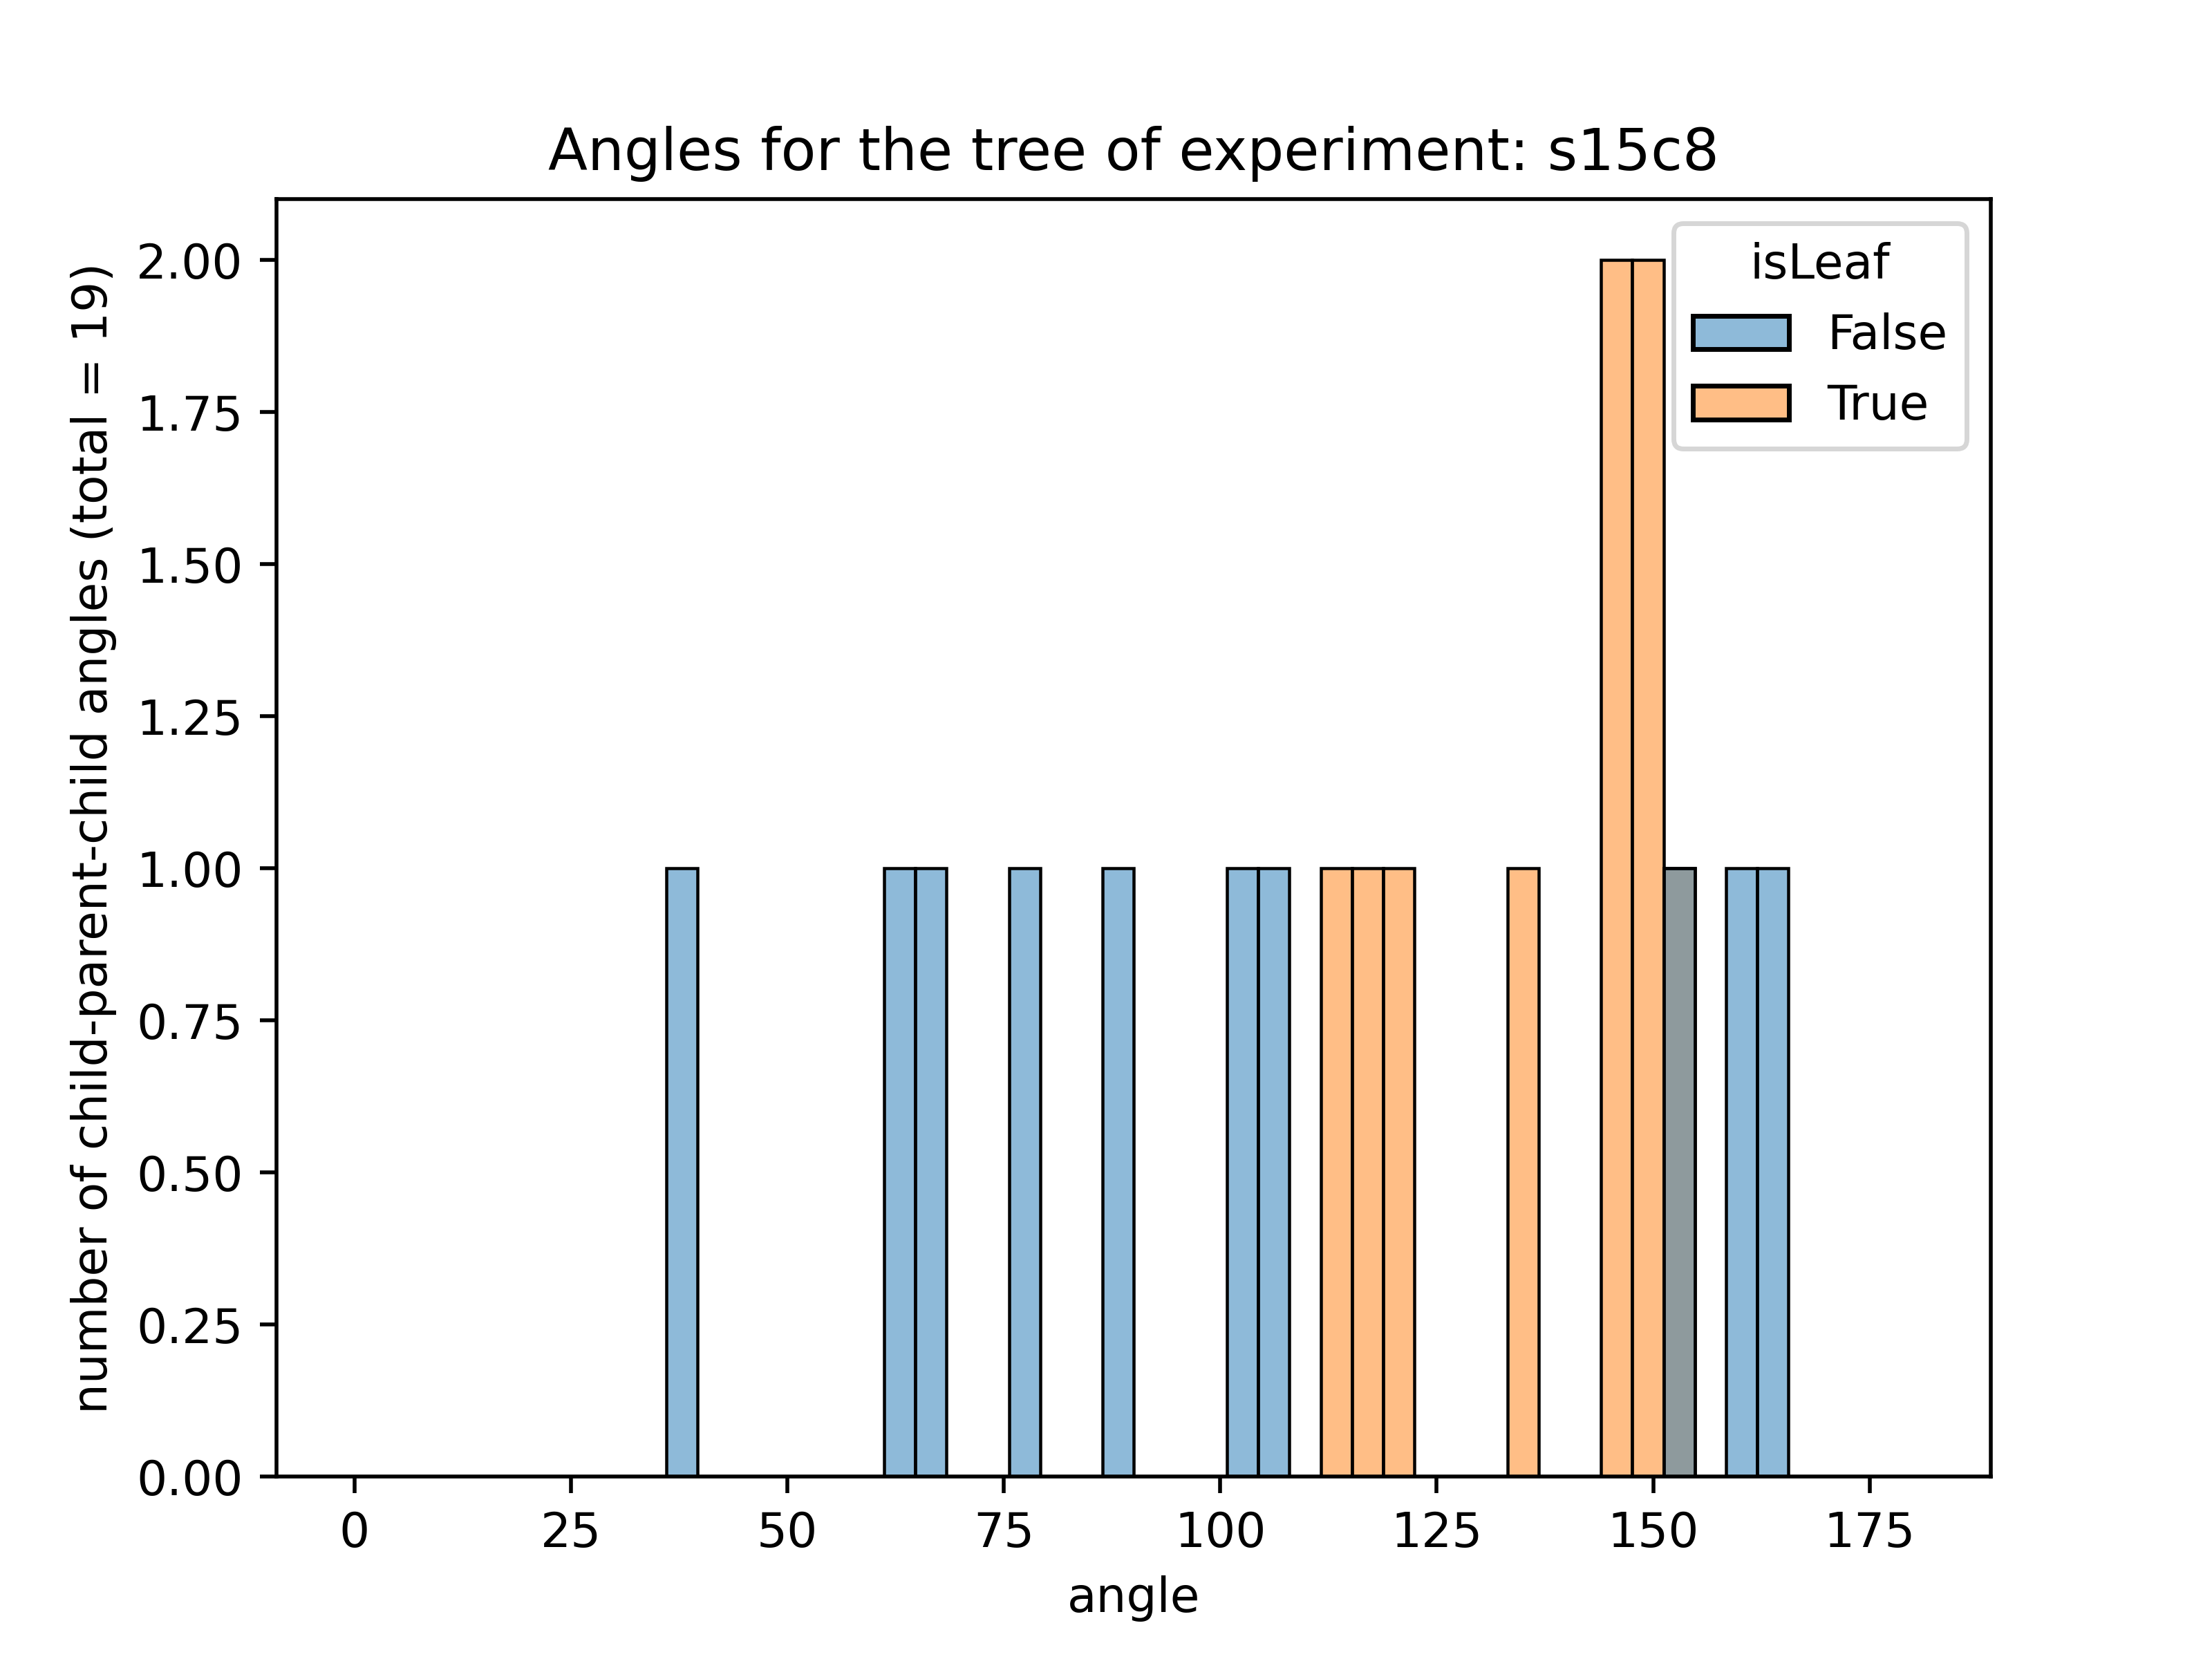 Angles for the tree of experiment: s15c8
number of child-parent-child angles (total = 19)
2.00
1.75
1.50
1.25
1.00
0.75
0.50
0.25
0.00
isLeaf
False
True
0 25 50 75 100 125 150 175
angle